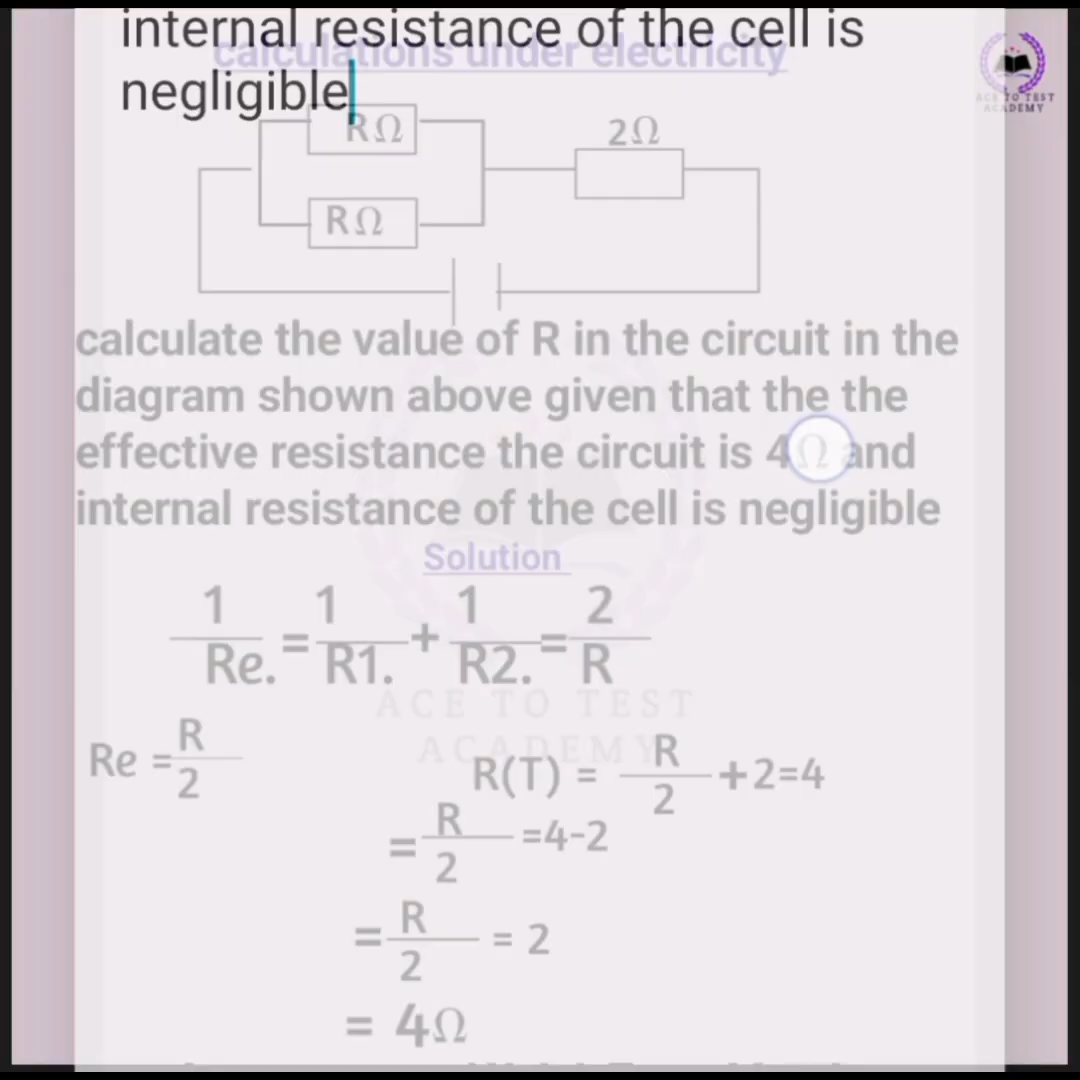 internal resistance of the cell is
calculations under electricity
negligible
ACE TO TEST
ACADEMY
RΩ
2Ω
RΩ
calculate the value of R in the circuit in the
diagram shown above given that the the
effective resistance the circuit is 4Ω and
internal resistance of the cell is negligible
Solution
1/Re. = 1/R1. + 1/R2. = 2/R
ACE TO TEST
ACADEMY
Re = R/2
R(T) = R/2 +2=4
= R/2 =4-2
= R/2 = 2
= 4Ω